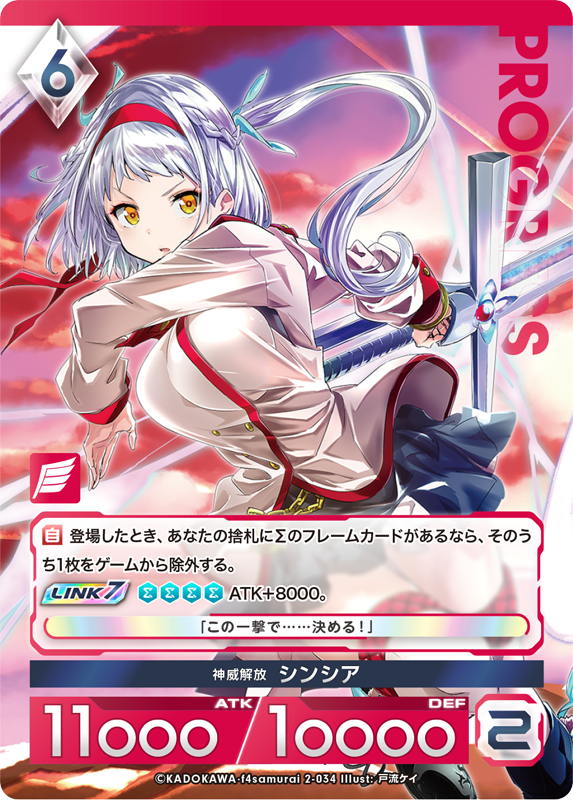 6
PROGRESS
自 登場したとき、あなたの捨札にΣのフレームカードがあるなら、そのう
ち1枚をゲームから除外する。
LINK 7 Σ Σ Σ Σ ATK+8000。
「この一撃で……決める!」
神威解放 シンシア
ATK DEF
11000 10000 2
©KADOKAWA・f4samurai 2-034 Illust: 戸流ケイ